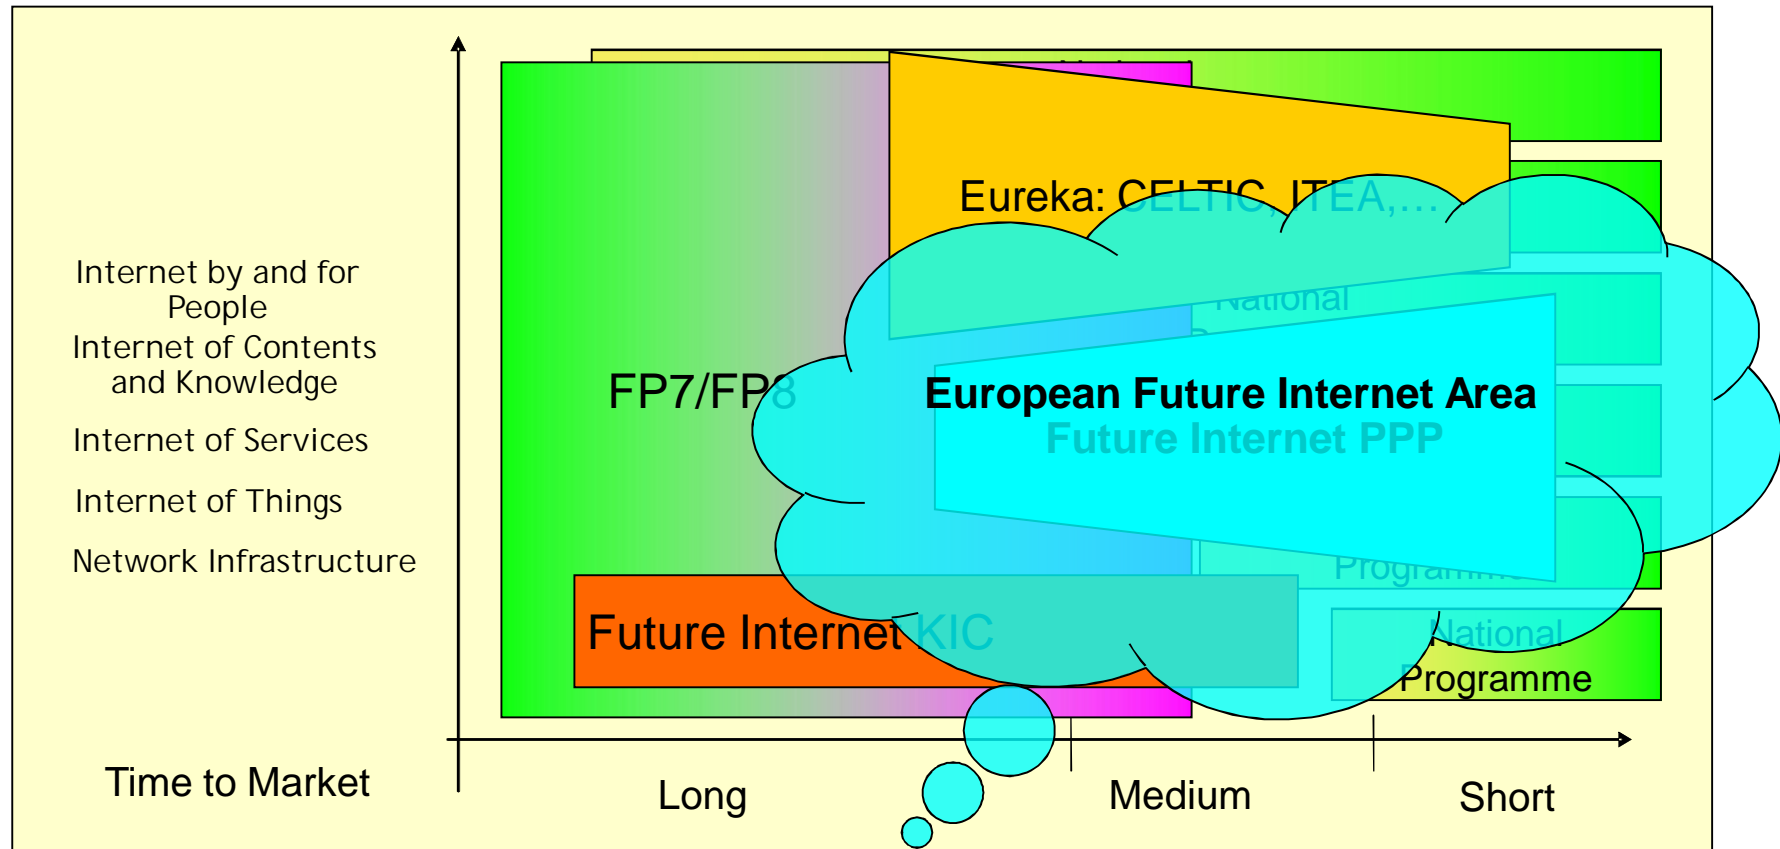 Eureka: CELTIC, ITEA,…
Internet by and for
People
Internet of Contents
and Knowledge
Internet of Services
Internet of Things
Network Infrastructure
National
FP7/FP8
European Future Internet Area
Future Internet PPP
Programme
Future Internet KIC
National
Programme
Time to Market
Long
Medium
Short